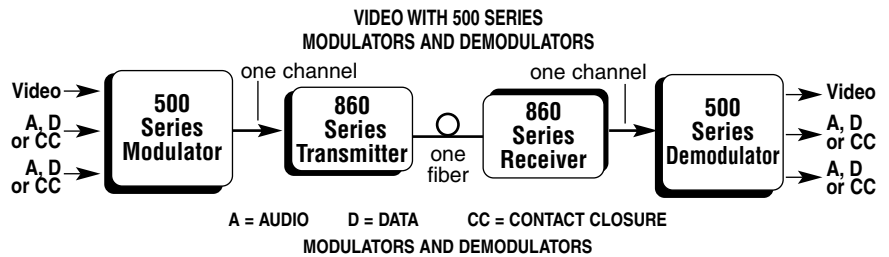 VIDEO WITH 500 SERIES
MODULATORS AND DEMODULATORS
one channel
one channel
Video
A, D
or CC
A, D
or CC
500
Series
Modulator
860
Series
Transmitter
one
fiber
860
Series
Receiver
500
Series
Demodulator
Video
A, D
or CC
A, D
or CC
A = AUDIO D = DATA CC = CONTACT CLOSURE
MODULATORS AND DEMODULATORS